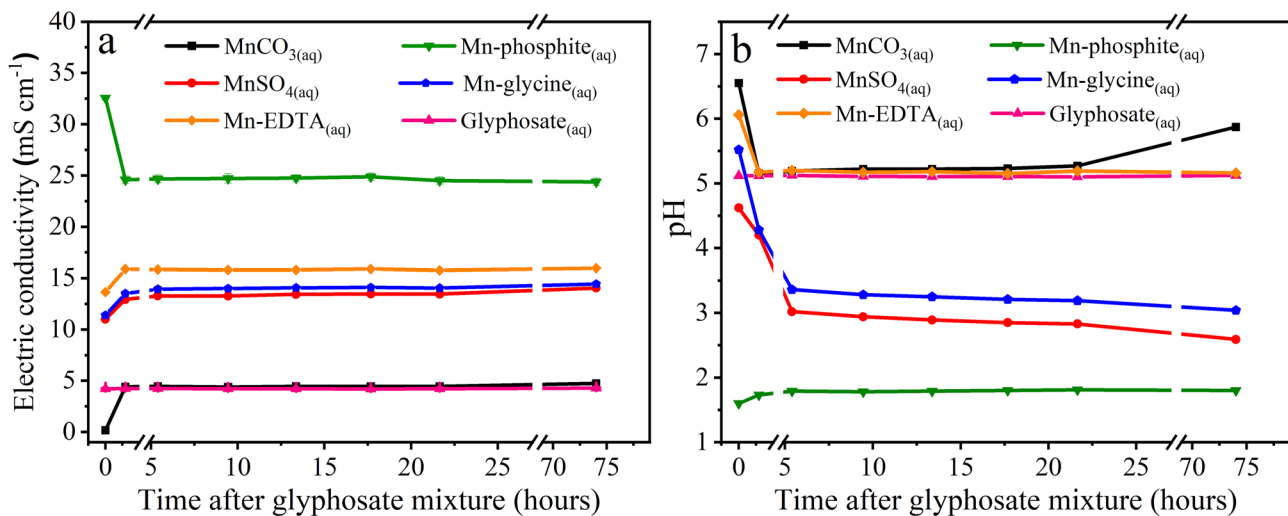 a
Electric conductivity (mS cm⁻¹)
40
35
30
25
20
15
10
5
0
MnCO₃₍ₐq₎
MnSO₄₍ₐq₎
Mn-EDTA₍ₐq₎
Mn-phosphite₍ₐq₎
Mn-glycine₍ₐq₎
Glyphosate₍ₐq₎
0 5 10 15 20 25 70 75
Time after glyphosate mixture (hours)
b
pH
7
6
5
4
3
2
1
MnCO₃₍ₐq₎
MnSO₄₍ₐq₎
Mn-EDTA₍ₐq₎
Mn-phosphite₍ₐq₎
Mn-glycine₍ₐq₎
Glyphosate₍ₐq₎
0 5 10 15 20 25 70 75
Time after glyphosate mixture (hours)